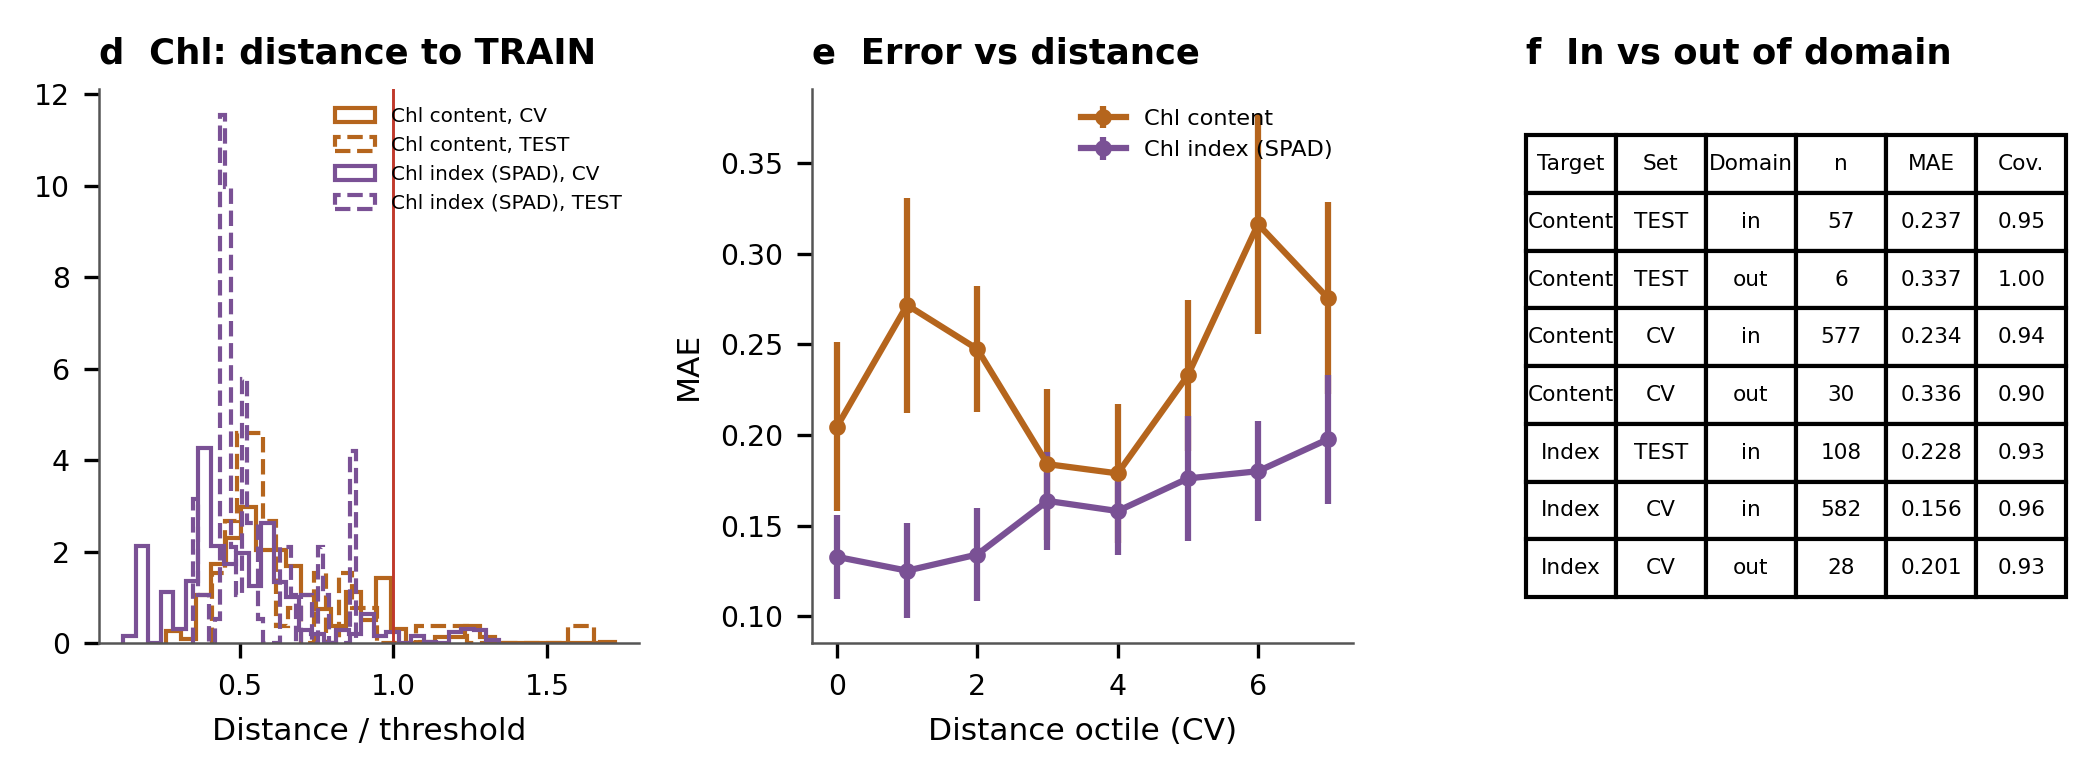 d Chl: distance to TRAIN
12
10
8
6
4
2
0
0.5 1.0 1.5
Distance / threshold
Chl content, CV
Chl content, TEST
Chl index (SPAD), CV
Chl index (SPAD), TEST
e Error vs distance
MAE
0.35
0.30
0.25
0.20
0.15
0.10
0 2 4 6
Distance octile (CV)
Chl content
Chl index (SPAD)
f In vs out of domain
Target Set Domain n MAE Cov.
Content TEST in 57 0.237 0.95
Content TEST out 6 0.337 1.00
Content CV in 577 0.234 0.94
Content CV out 30 0.336 0.90
Index TEST in 108 0.228 0.93
Index CV in 582 0.156 0.96
Index CV out 28 0.201 0.93